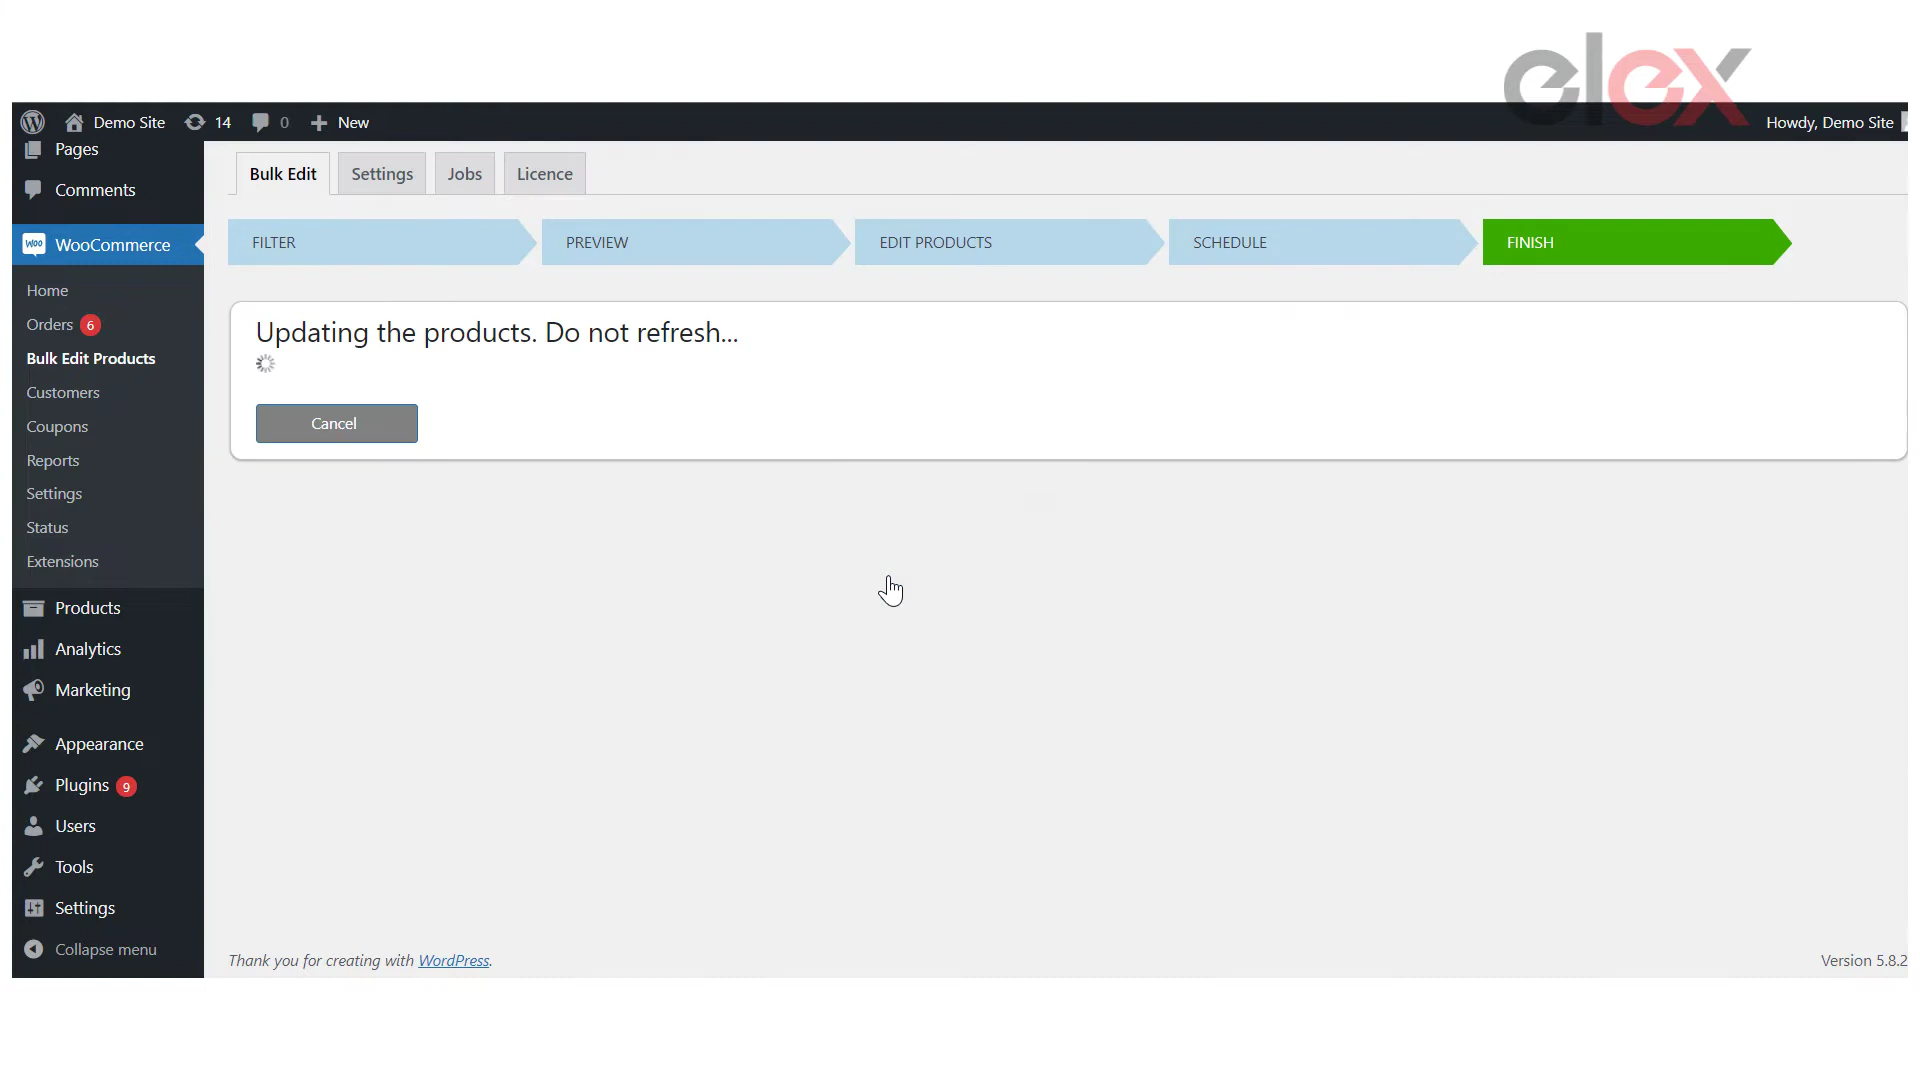 elex
Demo Site 14 0 New Howdy, Demo Site
Pages
Comments
WooCommerce
Home
Orders 6
Bulk Edit Products
Customers
Coupons
Reports
Settings
Status
Extensions
Products
Analytics
Marketing
Appearance
Plugins 9
Users
Tools
Settings
Collapse menu
Bulk Edit Settings Jobs Licence
FILTER PREVIEW EDIT PRODUCTS SCHEDULE FINISH
Updating the products. Do not refresh...
Cancel
Thank you for creating with WordPress. Version 5.8.2